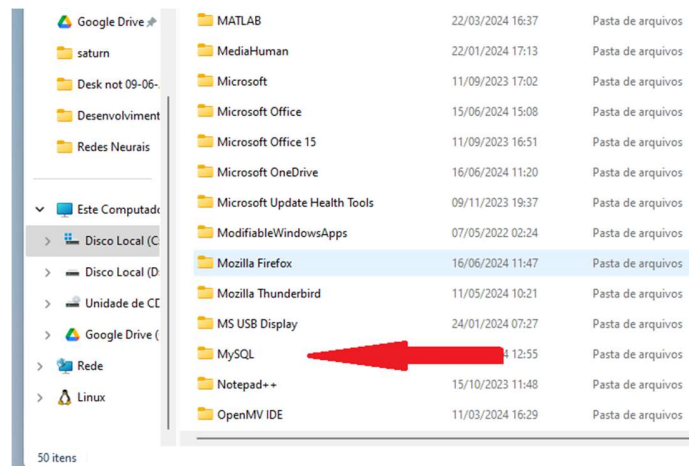 Google Drive
saturn
Desk not 09-06-
Desenvolviment
Redes Neurais
Este Computad
Disco Local (C
Disco Local (D:
Unidade de CD
Google Drive (
Rede
Linux
MATLAB 22/03/2024 16:37 Pasta de arquivos
MediaHuman 22/01/2024 17:13 Pasta de arquivos
Microsoft 11/09/2023 17:02 Pasta de arquivos
Microsoft Office 15/06/2024 15:08 Pasta de arquivos
Microsoft Office 15 11/09/2023 16:51 Pasta de arquivos
Microsoft OneDrive 16/06/2024 11:20 Pasta de arquivos
Microsoft Update Health Tools 09/11/2023 19:37 Pasta de arquivos
ModifiableWindowsApps 07/05/2022 02:24 Pasta de arquivos
Mozilla Firefox 16/06/2024 11:47 Pasta de arquivos
Mozilla Thunderbird 11/05/2024 10:21 Pasta de arquivos
MS USB Display 24/01/2024 07:27 Pasta de arquivos
MySQL 4 12:55 Pasta de arquivos
Notepad++ 15/10/2023 11:48 Pasta de arquivos
OpenMV IDE 11/03/2024 16:29 Pasta de arquivos
50 itens